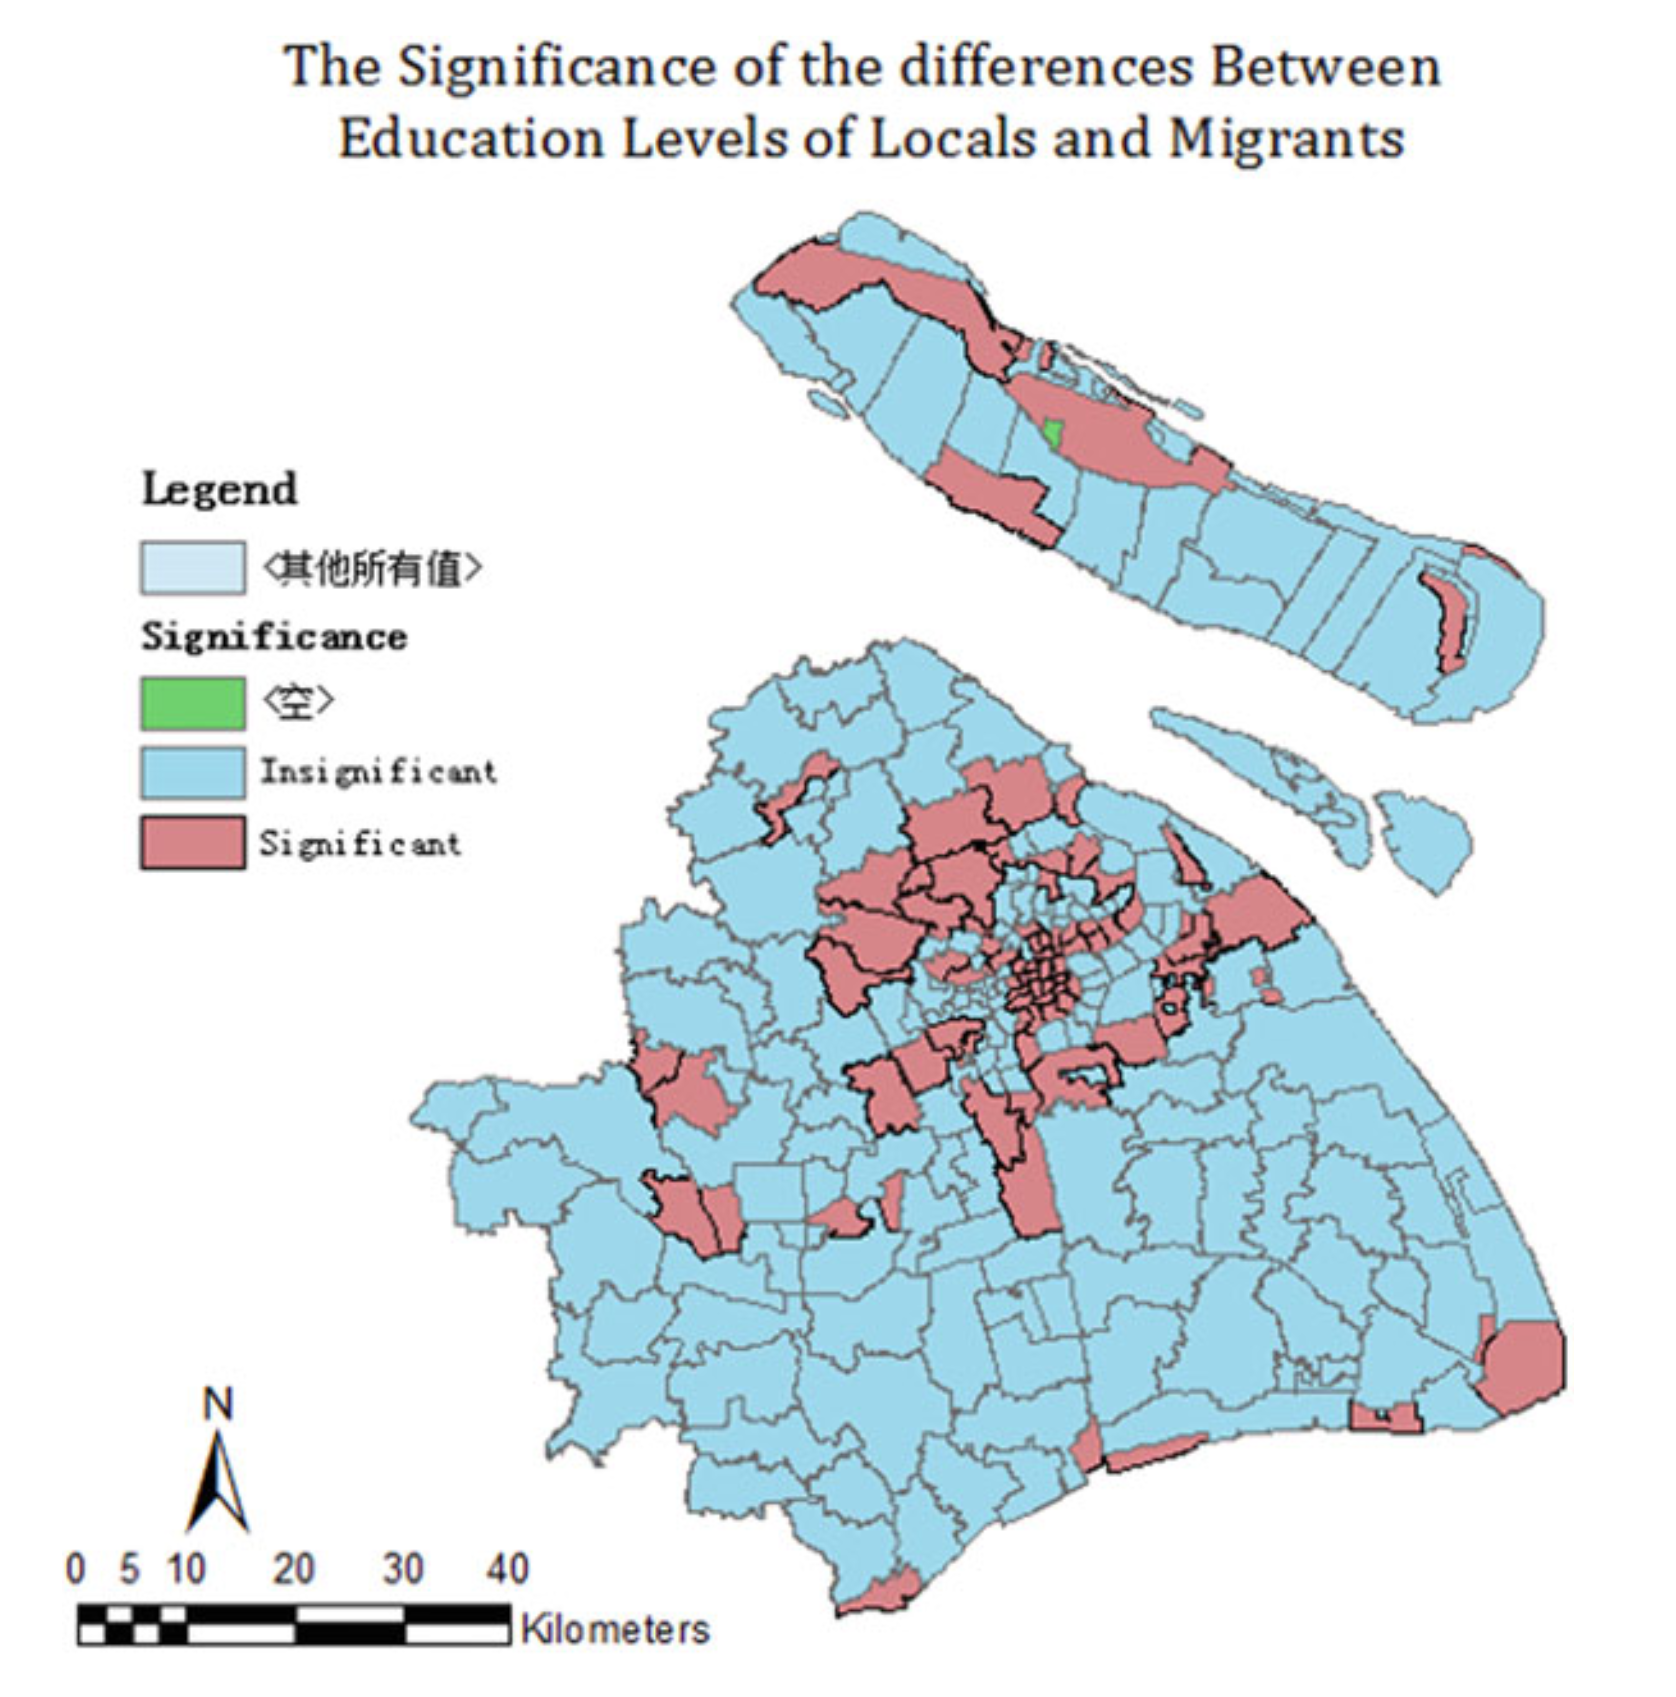 The Significance of the differences Between
Education Levels of Locals and Migrants
Legend
<其他所有值>
Significance
<空>
Insignificant
Significant
N
0 5 10 20 30 40
Kilometers